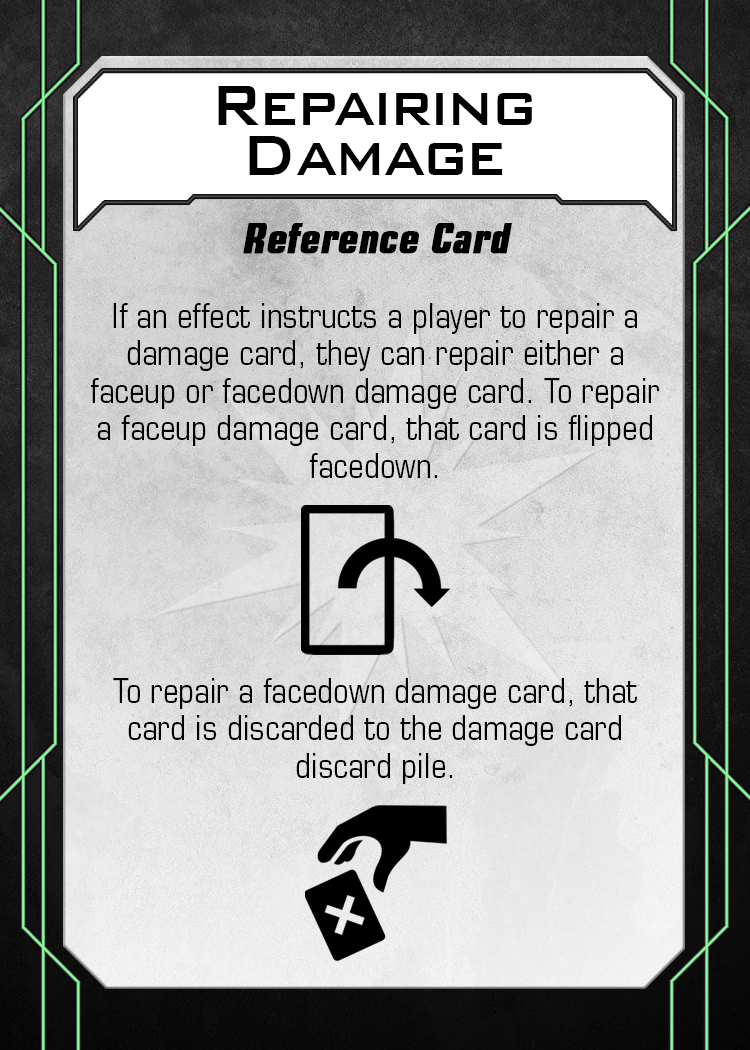 REPAIRING
DAMAGE
Reference Card
If an effect instructs a player to repair a
damage card, they can repair either a
faceup or facedown damage card. To repair
a faceup damage card, that card is flipped
facedown.
To repair a facedown damage card, that
card is discarded to the damage card
discard pile.